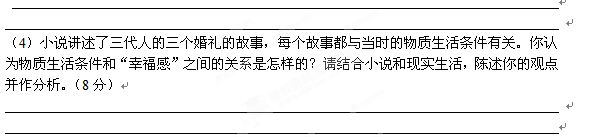 （4）小说讲述了三代人的三个婚礼的故事，每个故事都与当时的物质生活条件有关。你认
为物质生活条件和“幸福感”之间的关系是怎样的？请结合小说和现实生活，陈述你的观点
并作分析。（8 分）